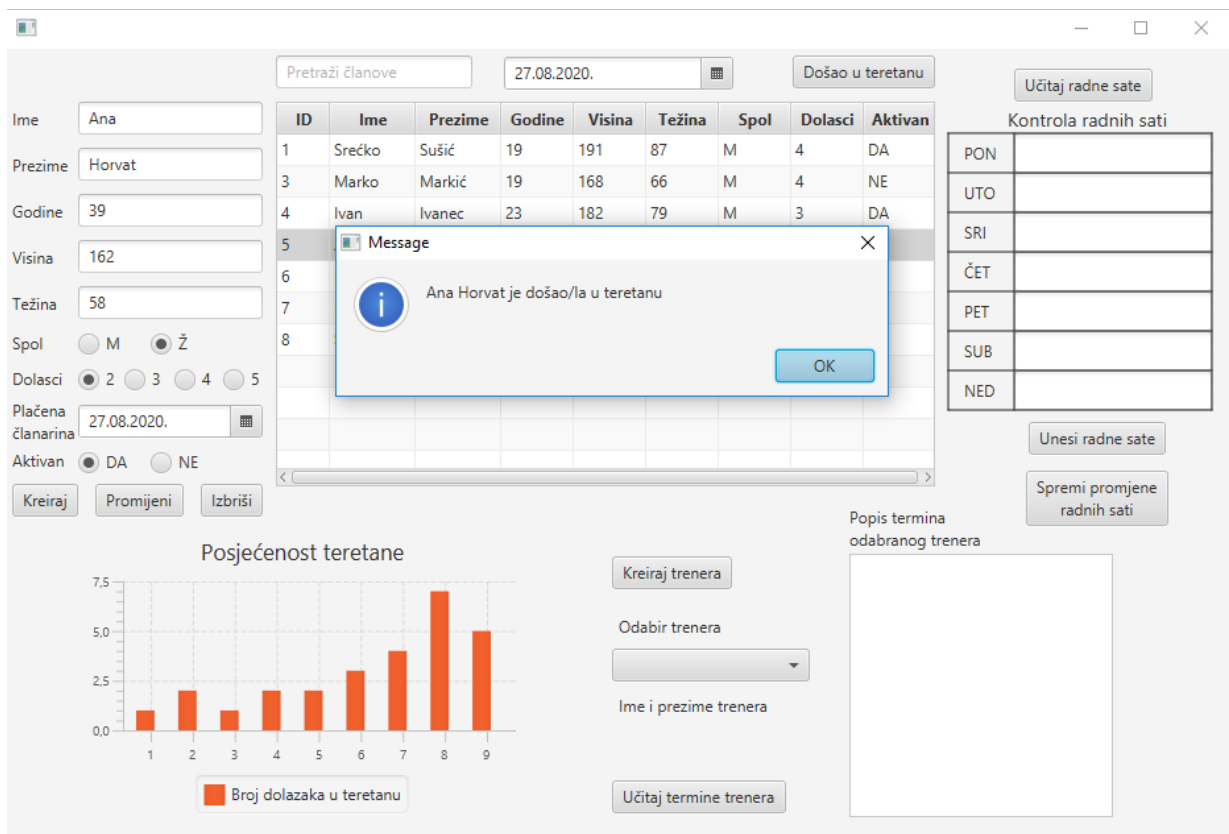 Pretraži članove
27.08.2020.
Došao u teretanu
Učitaj radne sate
Ime
Ana
Prezime
Horvat
Godine
39
Visina
162
Težina
58
Spol M Ž
Dolasci 2 3 4 5
Plačena
članarina
27.08.2020.
Aktivan DA NE
Kreiraj Promijeni Izbriši
ID Ime Prezime Godine Visina Težina Spol Dolasci Aktivan
1 Srećko Sušić 19 191 87 M 4 DA
3 Marko Markić 19 168 66 M 4 NE
4 Ivan Ivanec 23 182 79 M 3 DA
5
6
7
8
Message
Ana Horvat je došao/la u teretanu
OK
Kontrola radnih sati
PON
UTO
SRI
ČET
PET
SUB
NED
Unesi radne sate
Spremi promjene
radnih sati
Posjećenost teretane
7,5
5,0
2,5
0,0
1 2 3 4 5 6 7 8 9
Broj dolazaka u teretanu
Kreiraj trenera
Odabir trenera
Ime i prezime trenera
Učitaj termine trenera
Popis termina
odabranog trenera